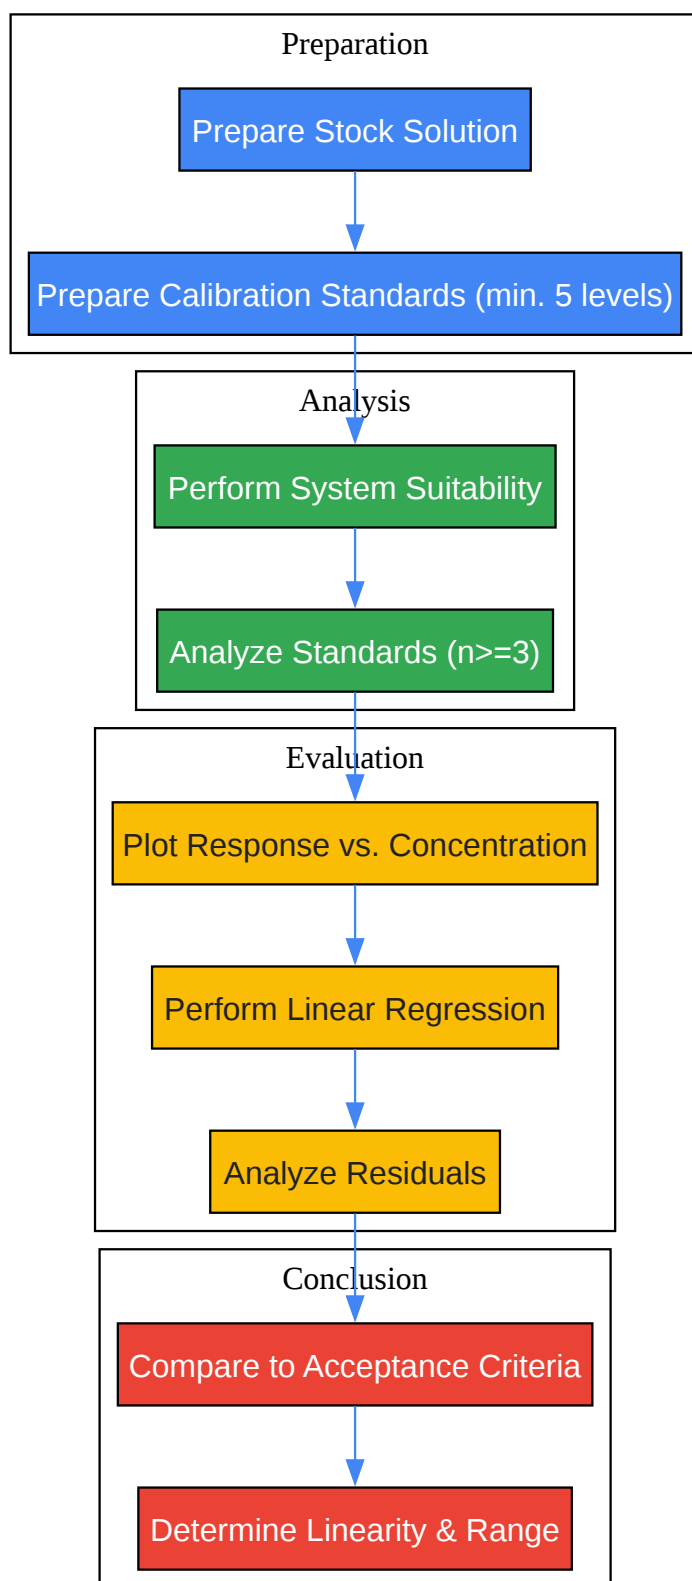 Preparation
Prepare Stock Solution
Prepare Calibration Standards (min. 5 levels)
Analysis
Perform System Suitability
Analyze Standards (n>=3)
Evaluation
Plot Response vs. Concentration
Perform Linear Regression
Analyze Residuals
Conclusion
Compare to Acceptance Criteria
Determine Linearity & Range